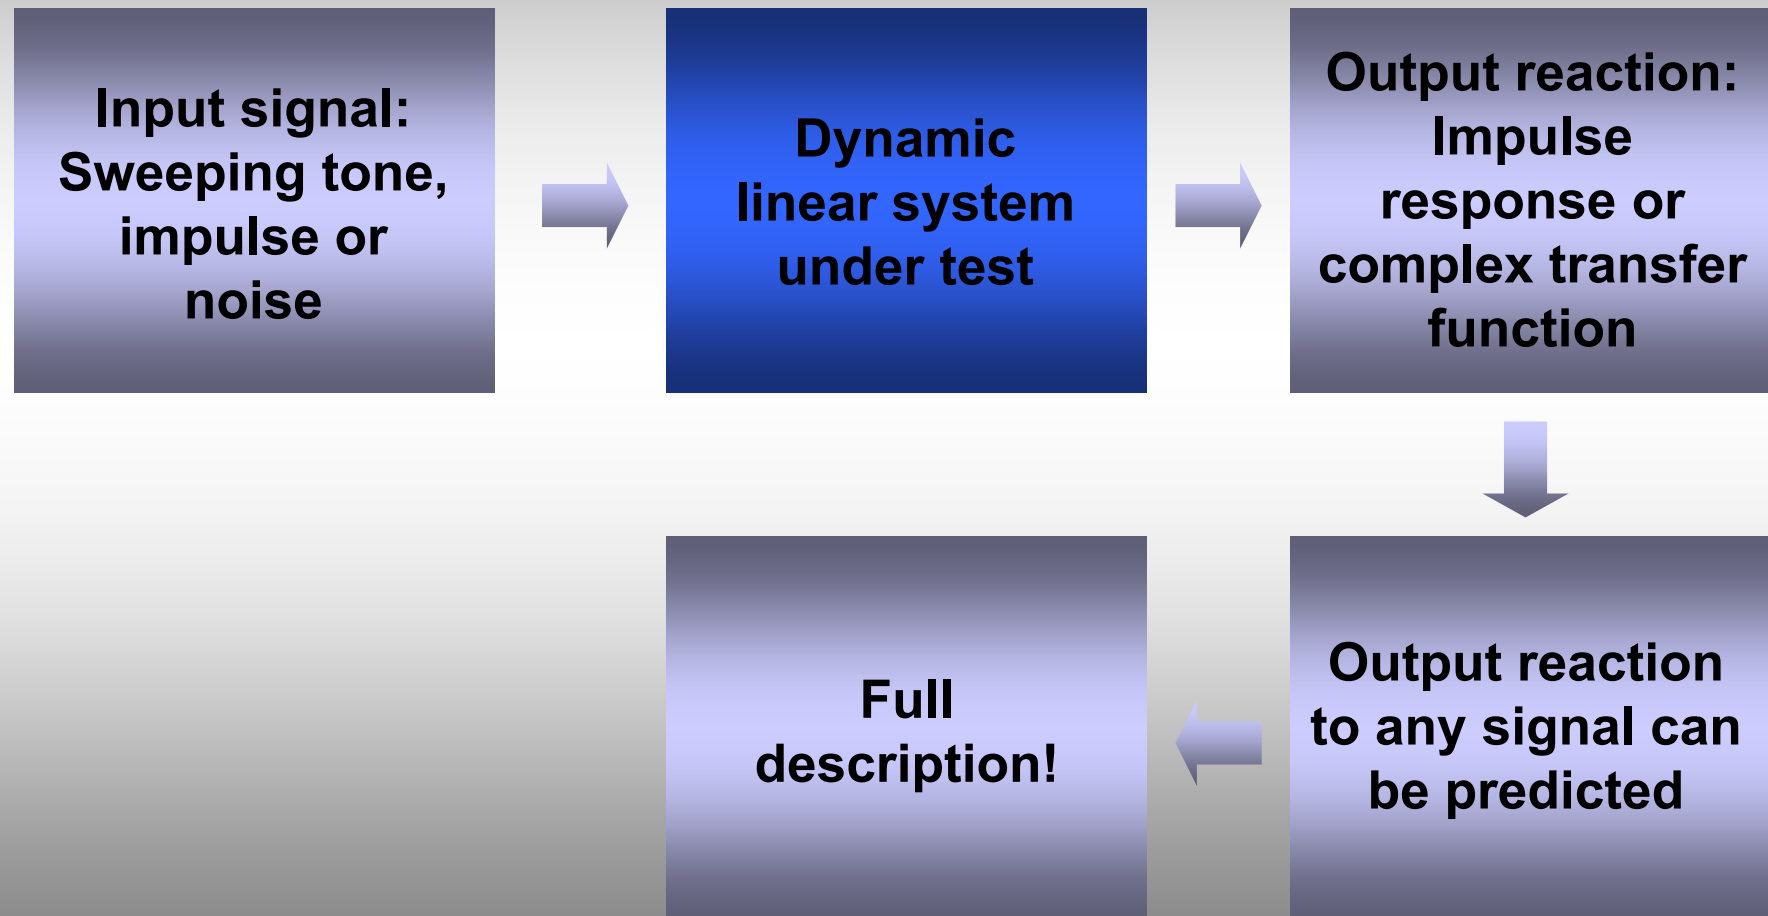 Input signal:
Sweeping tone,
impulse or
noise
Dynamic
linear system
under test
Output reaction:
Impulse
response or
complex transfer
function
Output reaction
to any signal can
be predicted
Full
description!